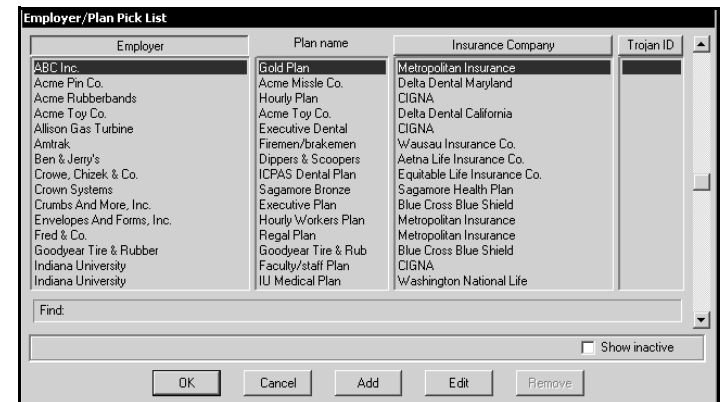 Employer/Plan Pick List
Employer Plan name Insurance Company Trojan ID
ABC Inc. Gold Plan Metropolitan Insurance
Acme Pin Co. Acme Missle Co. Delta Dental Maryland
Acme Rubberbands Hourly Plan CIGNA
Acme Toy Co. Acme Toy Co. Delta Dental California
Allison Gas Turbine Executive Dental CIGNA
Amtrak Firemen/brakemen Wausau Insurance Co.
Ben & Jerry's Dippers & Scoopers Aetna Life Insurance Co.
Crowe, Chizek & Co. ICPAS Dental Plan Equitable Life Insurance Co.
Crown Systems Sagamore Bronze Sagamore Health Plan
Crumbs And More, Inc. Executive Plan Blue Cross Blue Shield
Envelopes And Forms, Inc. Hourly Workers Plan Metropolitan Insurance
Fred & Co. Regal Plan Metropolitan Insurance
Goodyear Tire & Rubber Goodyear Tire & Rub Blue Cross Blue Shield
Indiana University Faculty/staff Plan CIGNA
Indiana University IU Medical Plan Washington National Life
Find:
Show inactive
OK Cancel Add Edit Remove